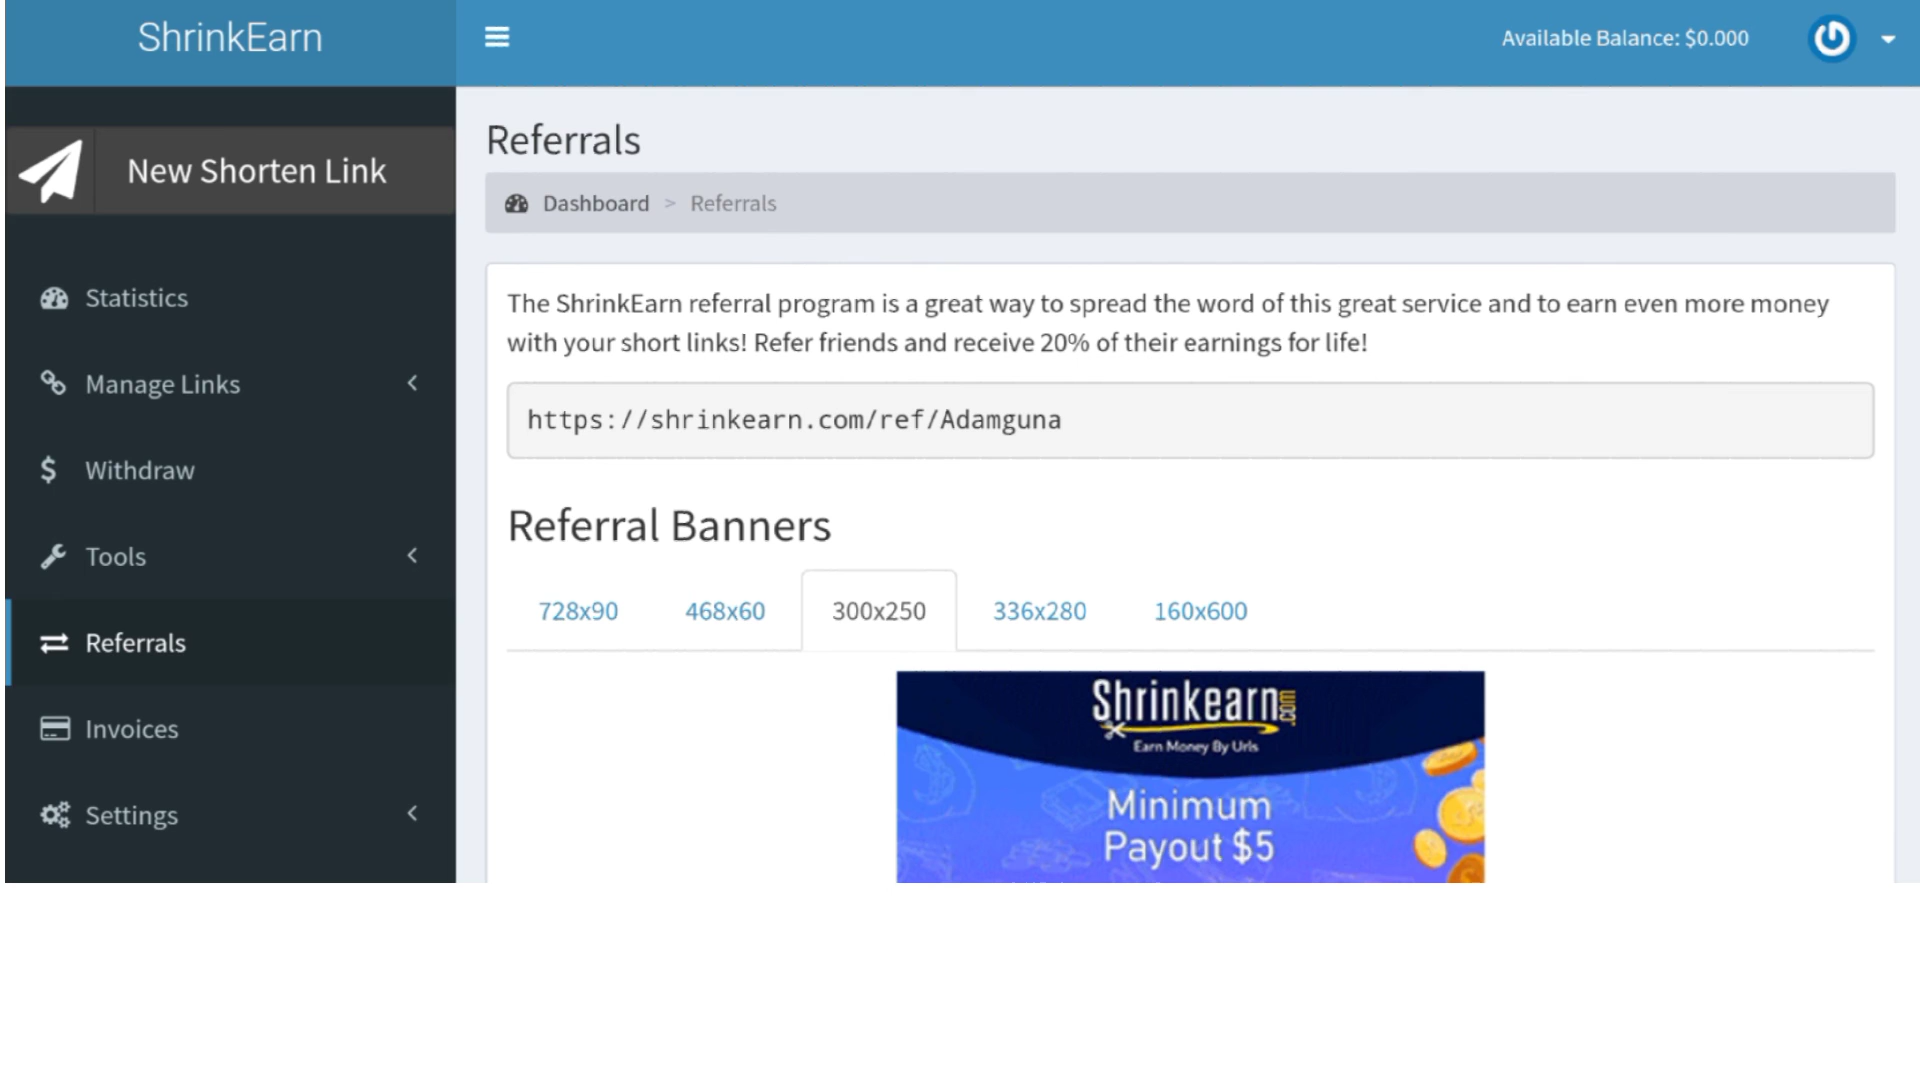 ShrinkEarn
Available Balance: $0.000
New Shorten Link
Statistics
Manage Links
Withdraw
Tools
Referrals
Invoices
Settings
Referrals
Dashboard > Referrals
The ShrinkEarn referral program is a great way to spread the word of this great service and to earn even more money
with your short links! Refer friends and receive 20% of their earnings for life!
https://shrinkearn.com/ref/Adamguna
Referral Banners
728x90 468x60 300x250 336x280 160x600
Shrinkearn.com
Earn Money By Urls
Minimum
Payout $5